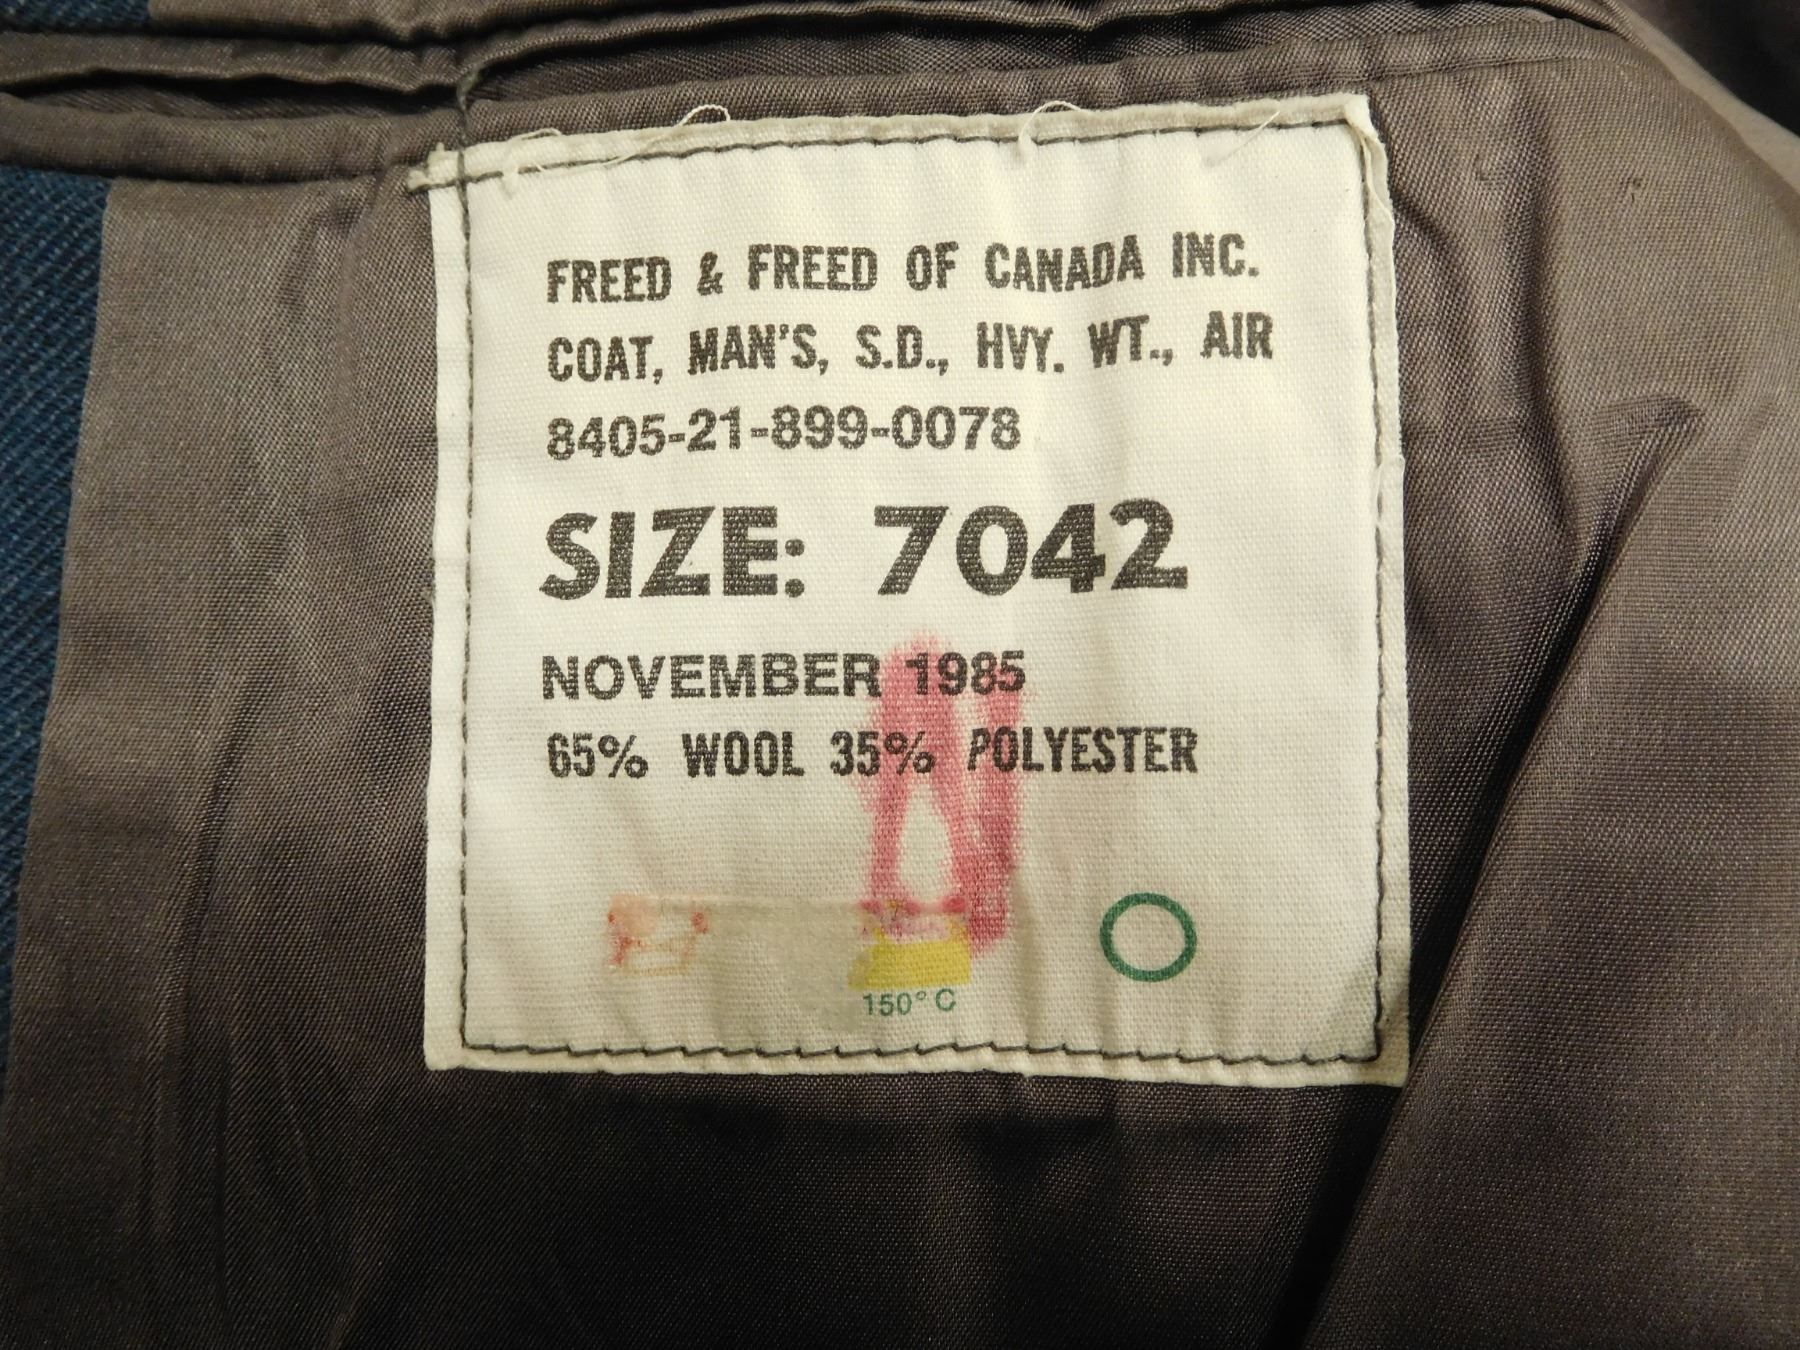 FREED & FREED OF CANADA INC.
COAT, MAN'S, S.D., HVY. WT., AIR
8405-21-899-0078
SIZE: 7042
NOVEMBER 1985
65% WOOL 35% POLYESTER
150°C